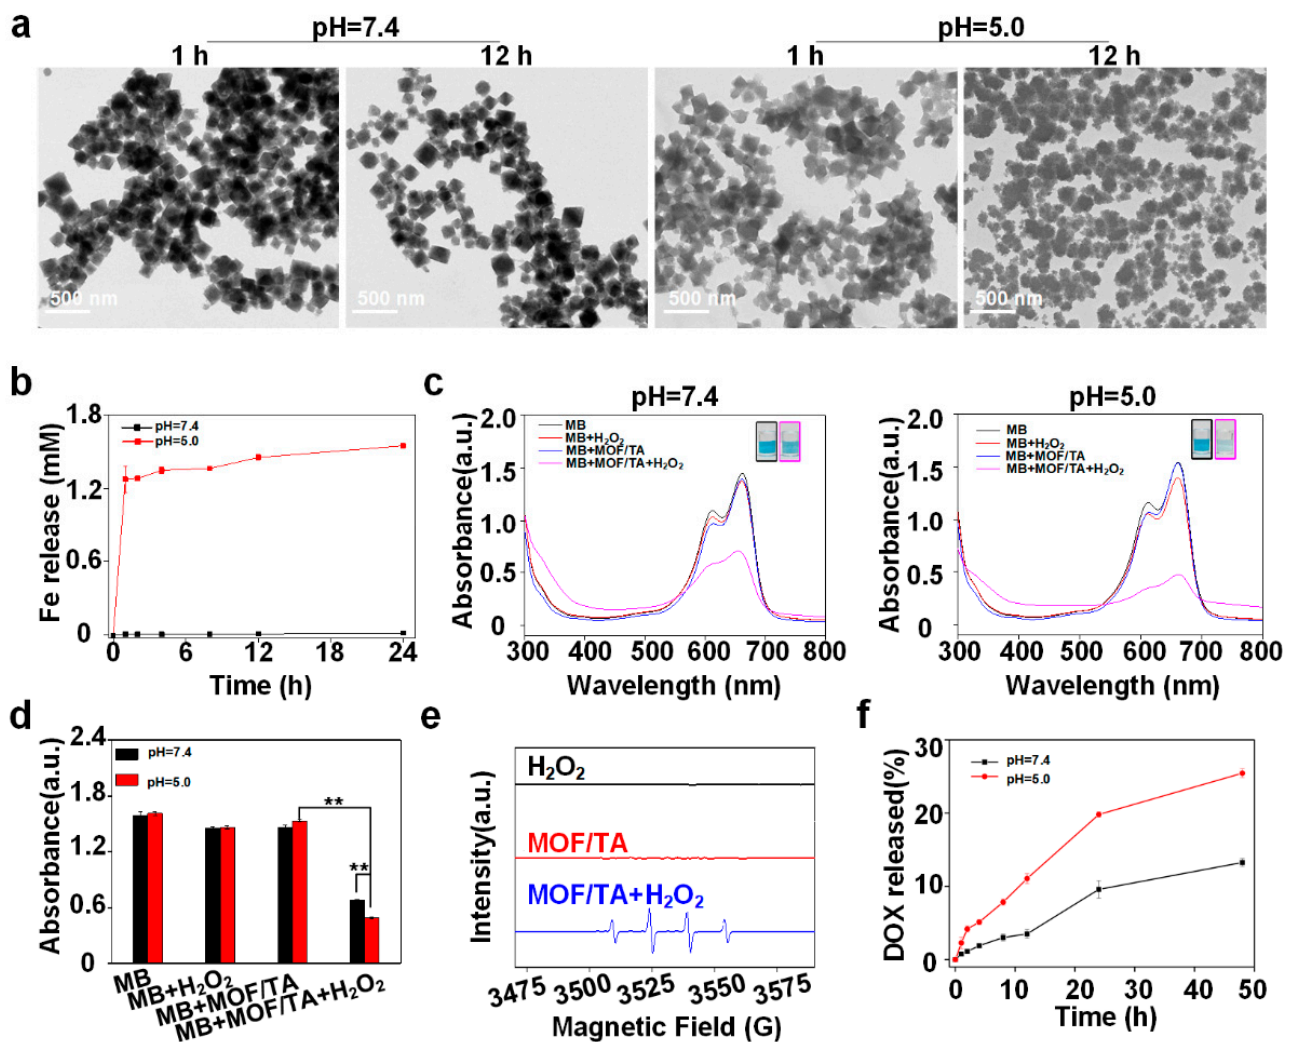 a
pH=7.4
pH=5.0
1 h
12 h
1 h
12 h
500 nm
500 nm
500 nm
500 nm
b
Fe release (mM)
1.8
1.2
0.6
0
pH=7.4
pH=5.0
0 6 12 18 24
Time (h)
c
pH=7.4
Absorbance(a.u.)
2.0
1.5
1.0
0.5
0
MB
MB+H₂O₂
MB+MOF/TA
MB+MOF/TA+H₂O₂
300 400 500 600 700 800
Wavelength (nm)
pH=5.0
Absorbance(a.u.)
2.0
1.5
1.0
0.5
0
MB
MB+H₂O₂
MB+MOF/TA
MB+MOF/TA+H₂O₂
300 400 500 600 700 800
Wavelength (nm)
d
Absorbance(a.u.)
2.4
1.8
1.2
0.6
0
pH=7.4
pH=5.0
**
**
MB
MB+H₂O₂
MB+MOF/TA
MB+MOF/TA+H₂O₂
e
Intensity(a.u.)
H₂O₂
MOF/TA
MOF/TA+H₂O₂
3475 3500 3525 3550 3575
Magnetic Field (G)
f
DOX released(%)
30
20
10
0
pH=7.4
pH=5.0
0 10 20 30 40 50
Time (h)